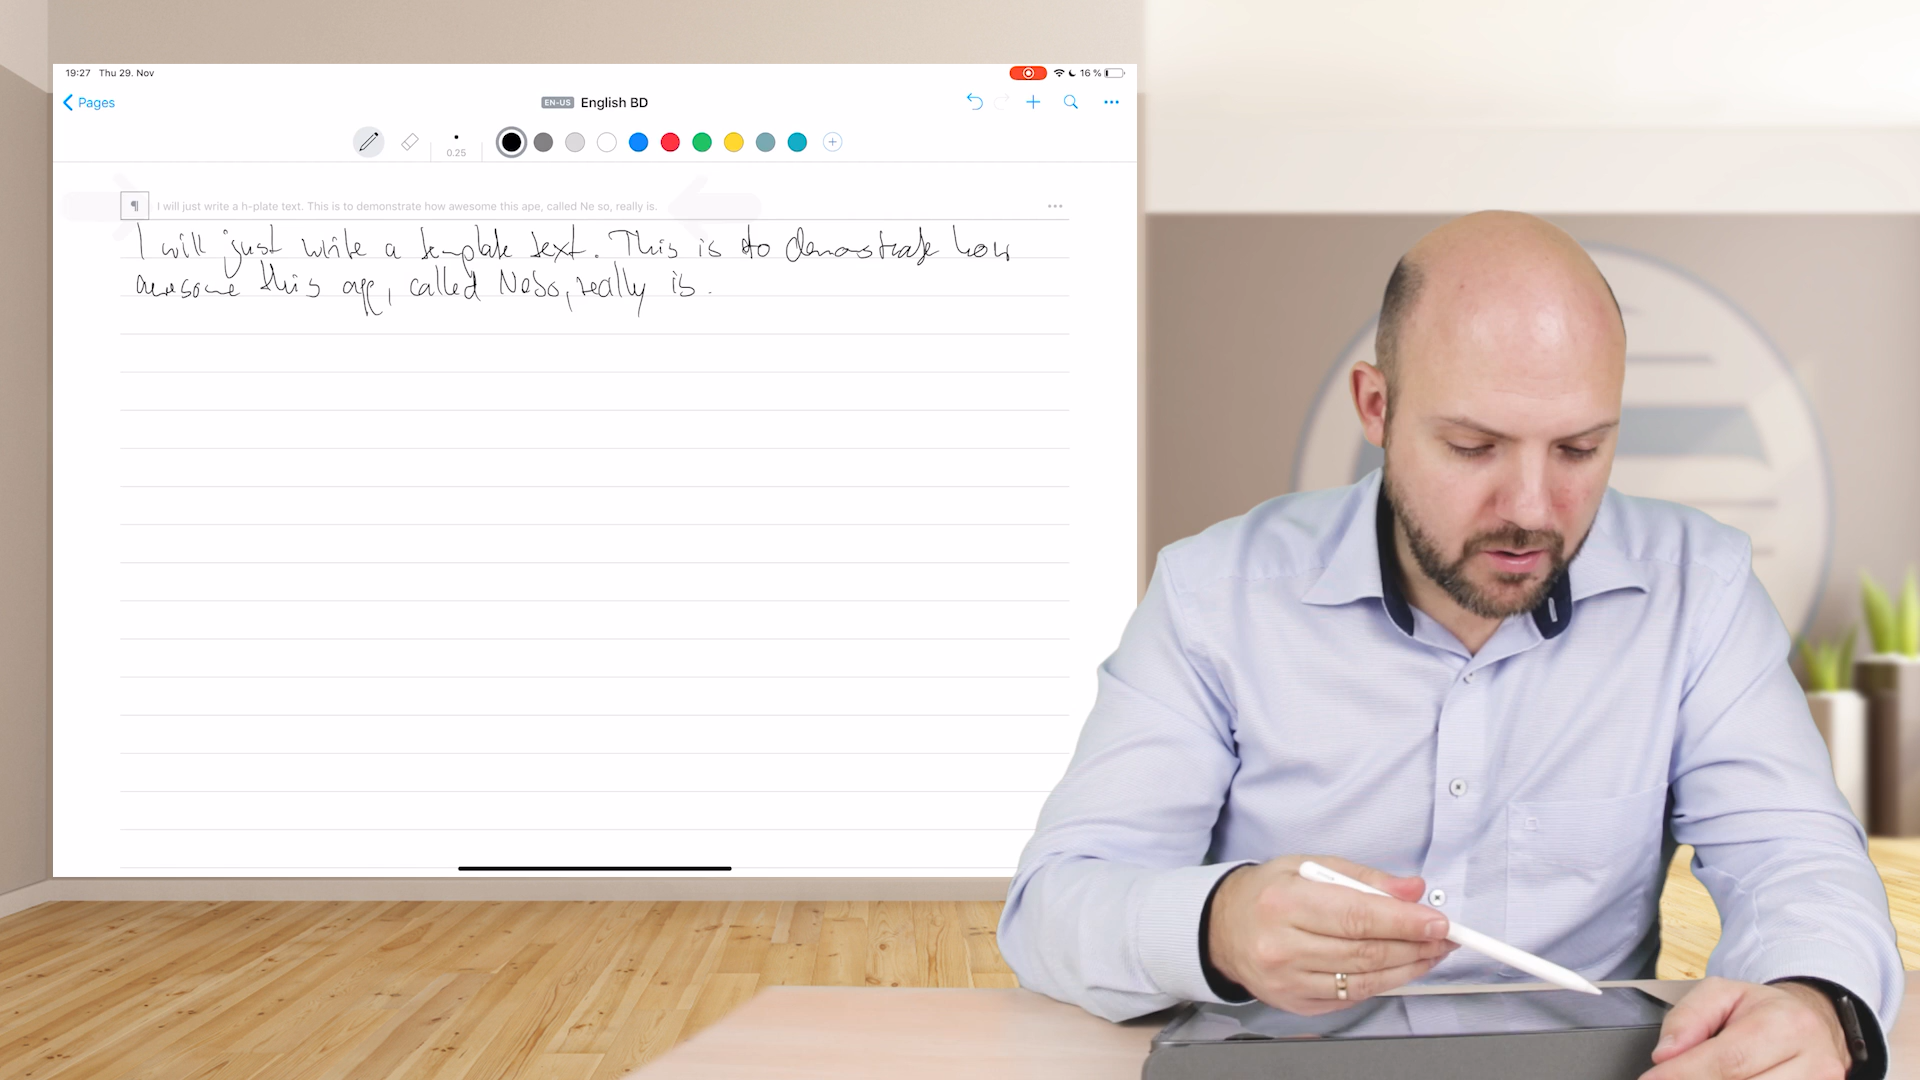 19:27 Thu 29. Nov 16 %
Pages EN-US English BD
0.25
¶ I will just write a h-plate text. This is to demonstrate how awesome this ape, called Ne so, really is.
I will just write a template text. This is to demostrate how
awesome this app, called Nebo, really is.